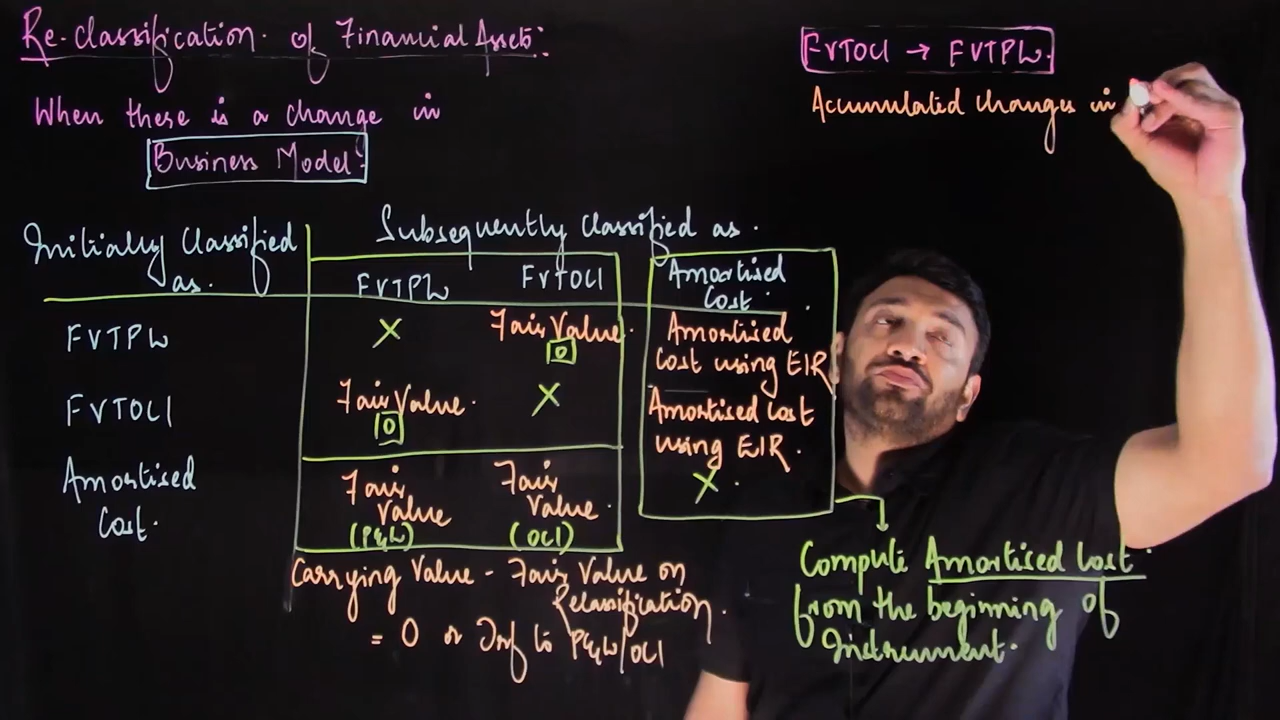 Re-classification of Financial Assets:
When there is a change in
Business Model:
FVTOCI → FVTPL.
Accumulated changes in
Initially Classified
as.
Subsequently Classified as.
FVTPL FVTOCI Amortised
Cost.
FVTPL X Fair Value. Amortised
0 Cost using EIR
FVTOCI Fair Value. X Amortised Cost
0 using EIR.
Amortised Fair Fair X.
Cost. Value Value.
(P&L) (OCI)
Carrying Value - Fair Value on
Reclassification.
= 0 or Trf to P&L/OCI
Compute Amortised Cost.
from the beginning of
Instrument.